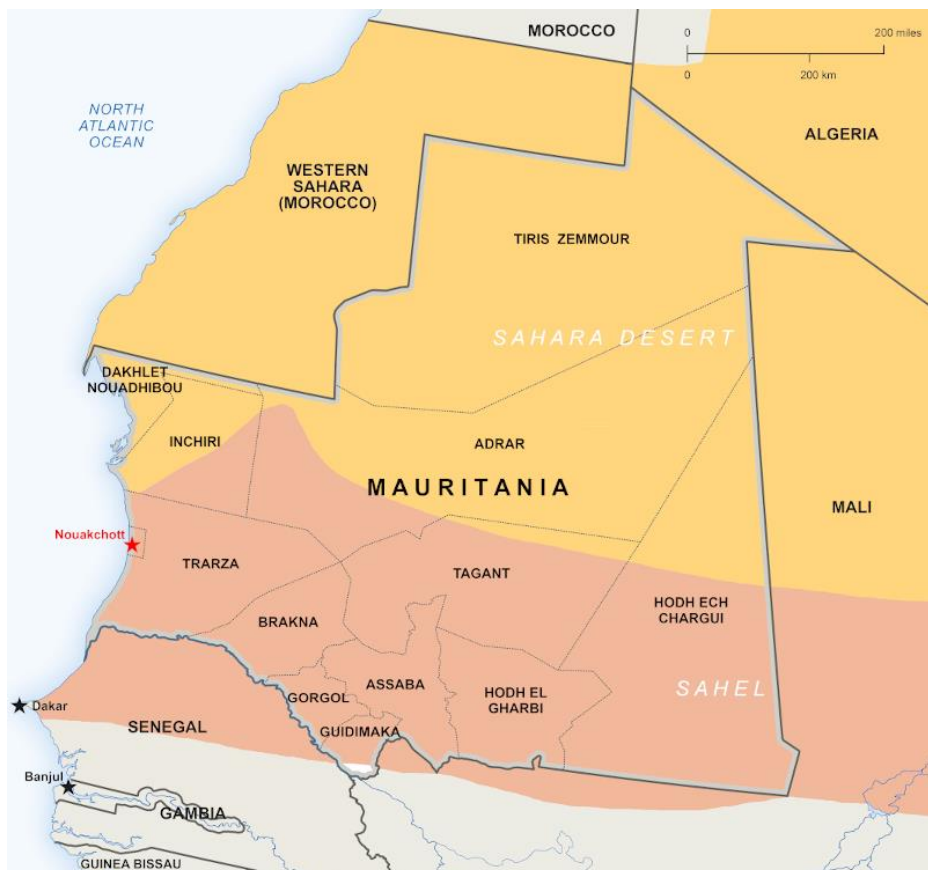 MOROCCO
0 200 miles
0 200 km
NORTH
ATLANTIC
OCEAN
ALGERIA
WESTERN
SAHARA
(MOROCCO)
TIRIS ZEMMOUR
SAHARA DESERT
DAKHLET
NOUADHIBOU
INCHIRI
ADRAR
MAURITANIA
MALI
Nouakchott
TRARZA
TAGANT
HODH ECH
CHARGUI
BRAKNA
ASSABA
GORGOL
HODH EL
GHARBI
SAHEL
Dakar
SENEGAL
GUIDIMAKA
Banjul
GAMBIA
GUINEA BISSAU